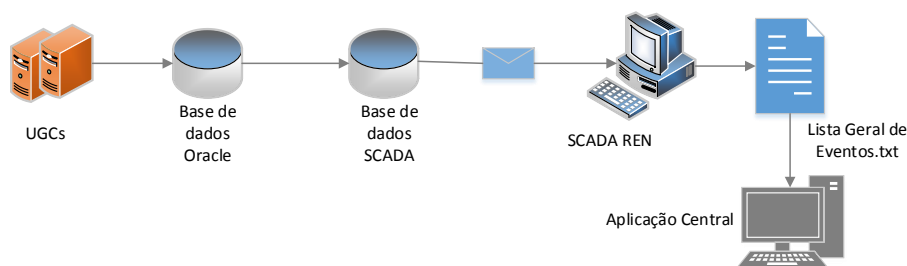 UGCs
Base de
dados
Oracle
Base de
dados
SCADA
SCADA REN
Lista Geral de
Eventos.txt
Aplicação Central